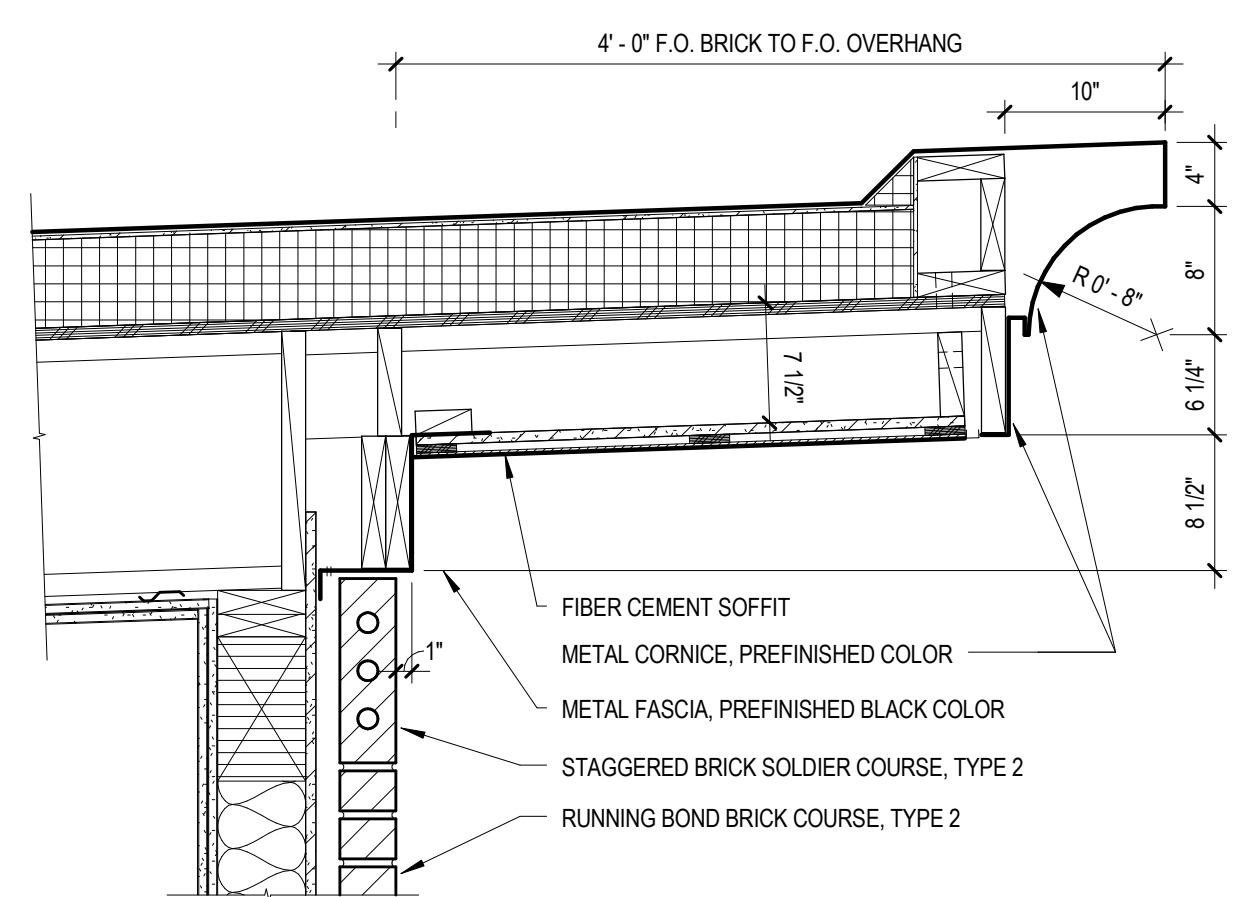 4' - 0" F.O. BRICK TO F.O. OVERHANG
10"
4"
8"
R 0' - 8"
6 1/4"
7 1/2"
8 1/2"
FIBER CEMENT SOFFIT
1"
METAL CORNICE, PREFINISHED COLOR
METAL FASCIA, PREFINISHED BLACK COLOR
STAGGERED BRICK SOLDIER COURSE, TYPE 2
RUNNING BOND BRICK COURSE, TYPE 2